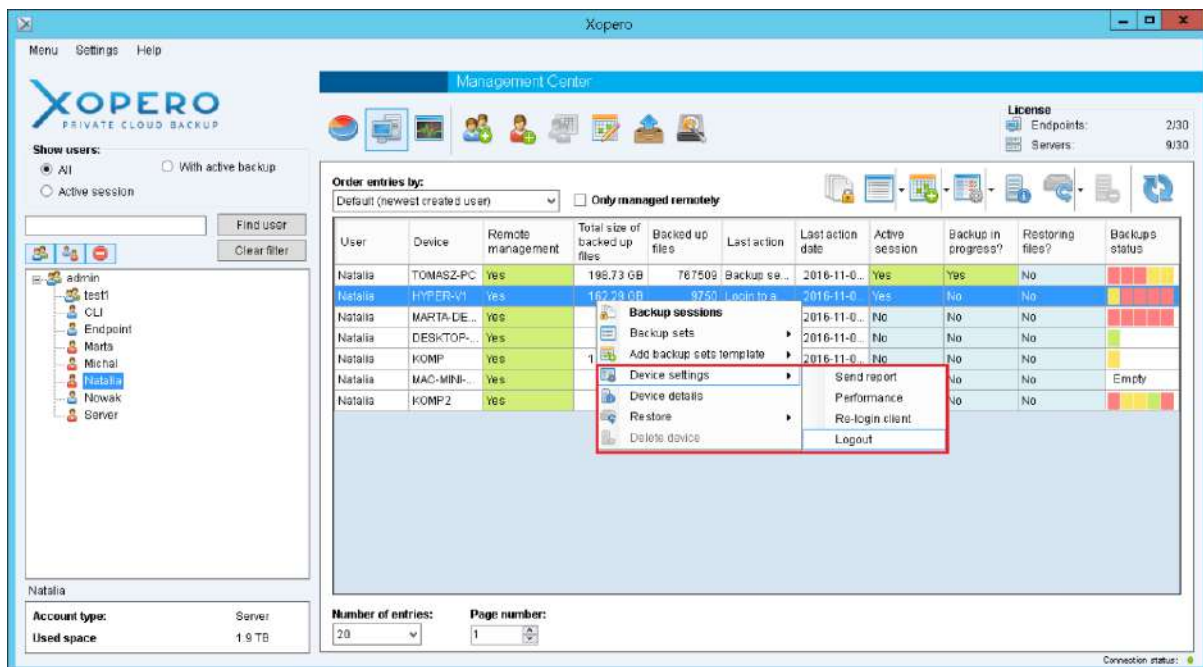 Xopero
Menu Settings Help
Management Center
XOPERO
PRIVATE CLOUD BACKUP
License
Endpoints: 2/30
Servers: 9/30
Show users:
All With active backup
Active session
Find user
Clear filter
admin
test1
CLI
Endpoint
Marta
Michal
Natalia
Nowak
Server
Natalia
Account type: Server
Used space 1.9 TB
Order entries by:
Default (newest created user) Only managed remotely
User Device Remote management Total size of backed up files Backed up files Last action Last action date Active session Backup in progress? Restoring files? Backups status
Natalia TOMASZ-PC Yes 198.73 GB 767509 Backup se... 2016-11-0... Yes Yes No
Natalia HYPER-V1 Yes 162.29 GB 9750 Login to a 2016-11-0... Yes No No
Natalia MARTA-DE... Yes 2016-11-0... No No No
Natalia DESKTOP-... Yes 2016-11-0... No No No
Natalia KOMP Yes 1 2016-11-0... No No No
Natalia MAC-MINI-... Yes No No Empty
Natalia KOMP2 Yes No No
Backup sessions
Backup sets
Add backup sets template
Device settings
Device details
Restore
Delete device
Send report
Performance
Re-login client
Logout
Number of entries: Page number:
20 1
Connection status: